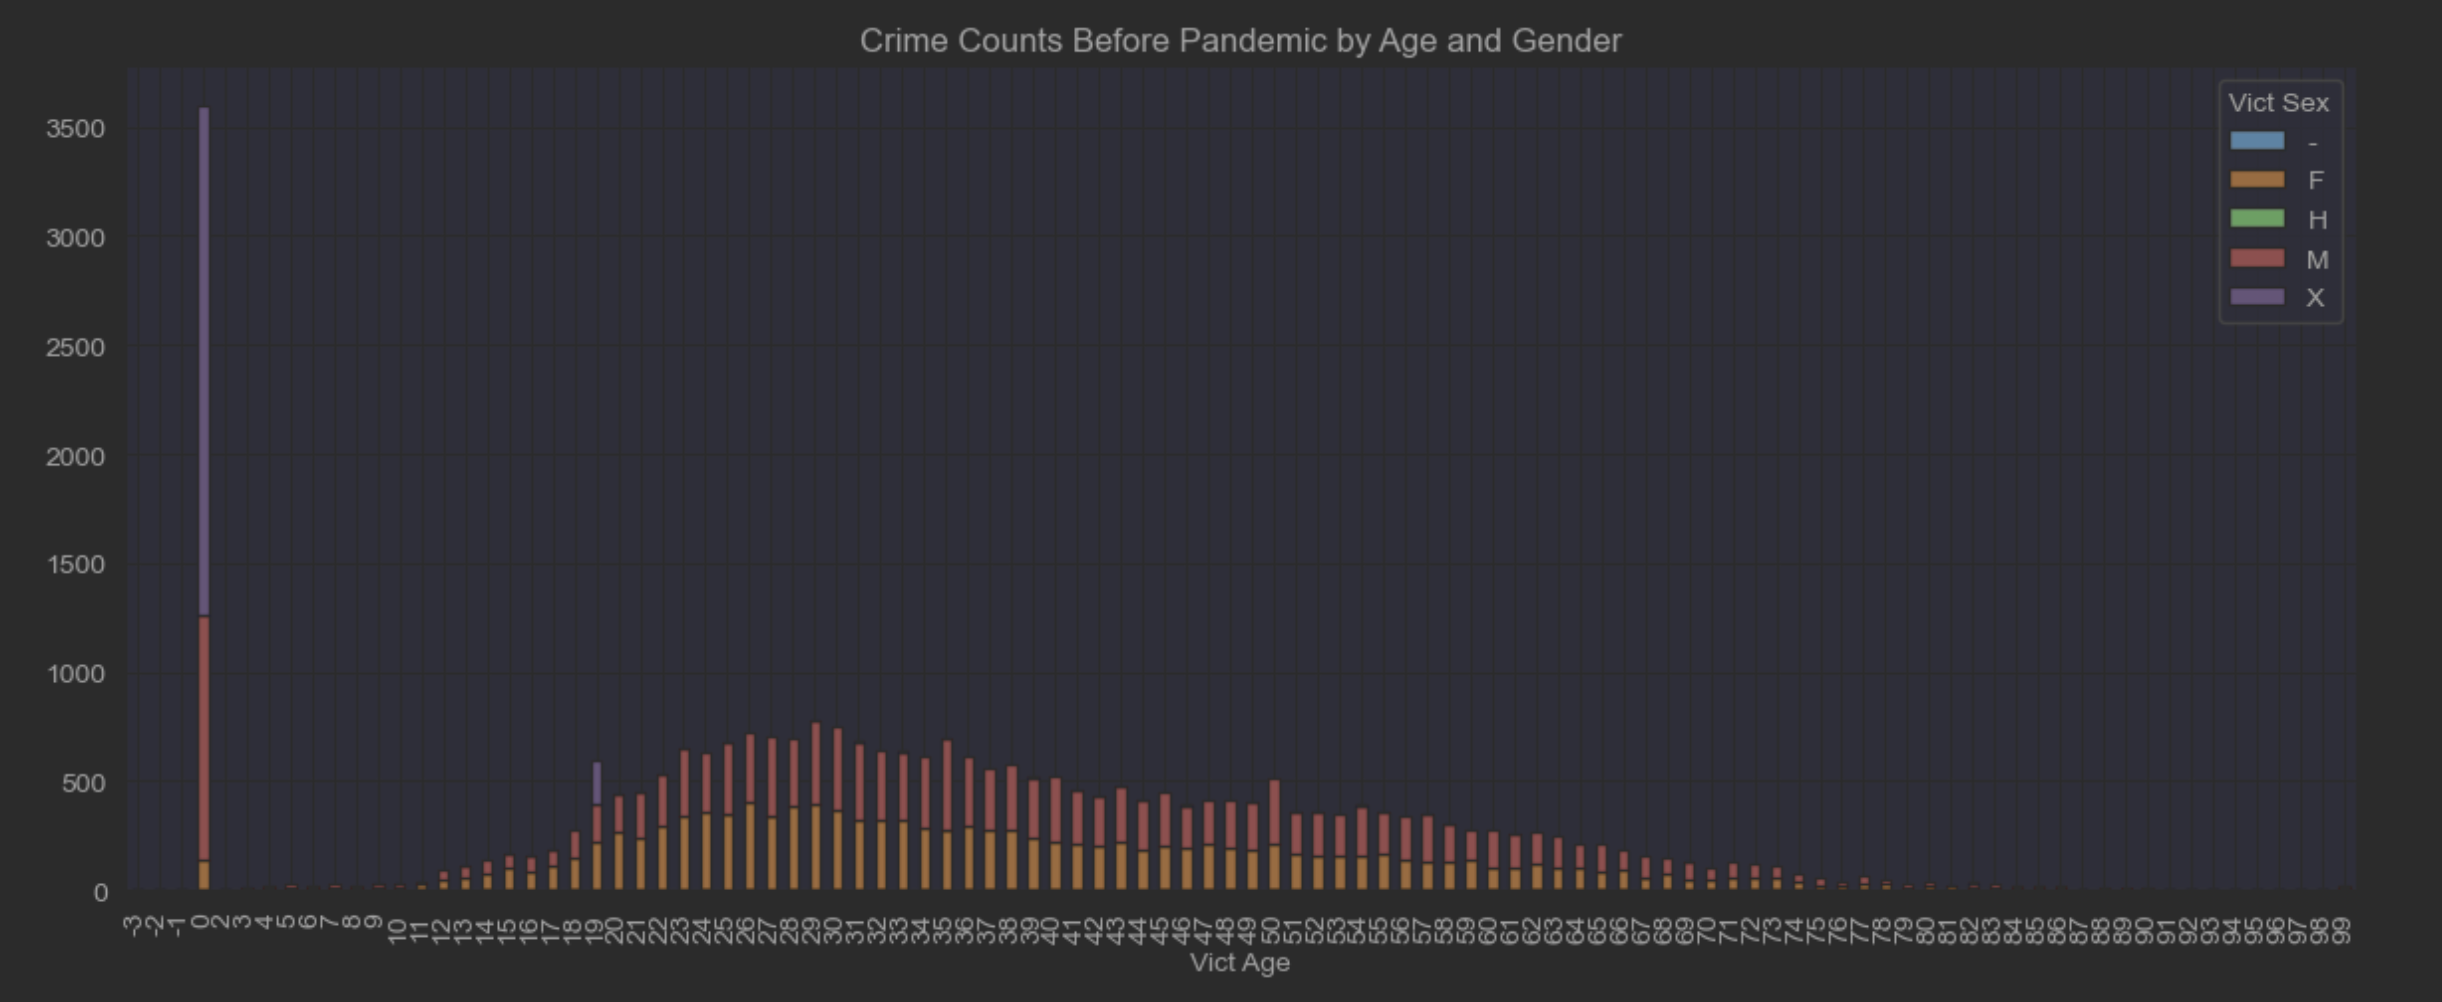 Crime Counts Before Pandemic by Age and Gender
3500
3000
2500
2000
1500
1000
500
0
Vict Sex
-
F
H
M
X
-3 -2 -1 0 2 3 4 5 6 7 8 9 10 11 12 13 14 15 16 17 18 19 20 21 22 23 24 25 26 27 28 29 30 31 32 33 34 35 36 37 38 39 40 41 42 43 44 45 46 47 48 49 50 51 52 53 54 55 56 57 58 59 60 61 62 63 64 65 66 67 68 69 70 71 72 73 74 75 76 77 78 79 80 81 82 83 84 85 86 87 88 89 90 91 92 93 94 95 96 97 98 99
Vict Age